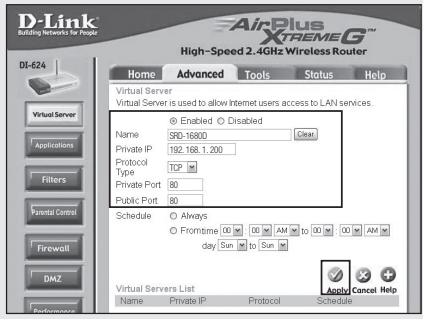 D-Link
Building Networks for People
AirPlus
XTREME G™
High-Speed 2.4GHz Wireless Router
DI-624
Home Advanced Tools Status Help
Virtual Server
Virtual Server is used to allow Internet users access to LAN services.
Virtual Server
Enabled Disabled
Name SRD-1680D Clear
Private IP 192.168.1.200
Applications
Protocol Type TCP
Filters
Private Port 80
Public Port 80
Parental Control
Schedule Always
From time 00 : 00 AM to 00 : 00 AM
day Sun to Sun
Firewall
DMZ
Apply Cancel Help
Virtual Servers List
Name Private IP Protocol Schedule
Performance